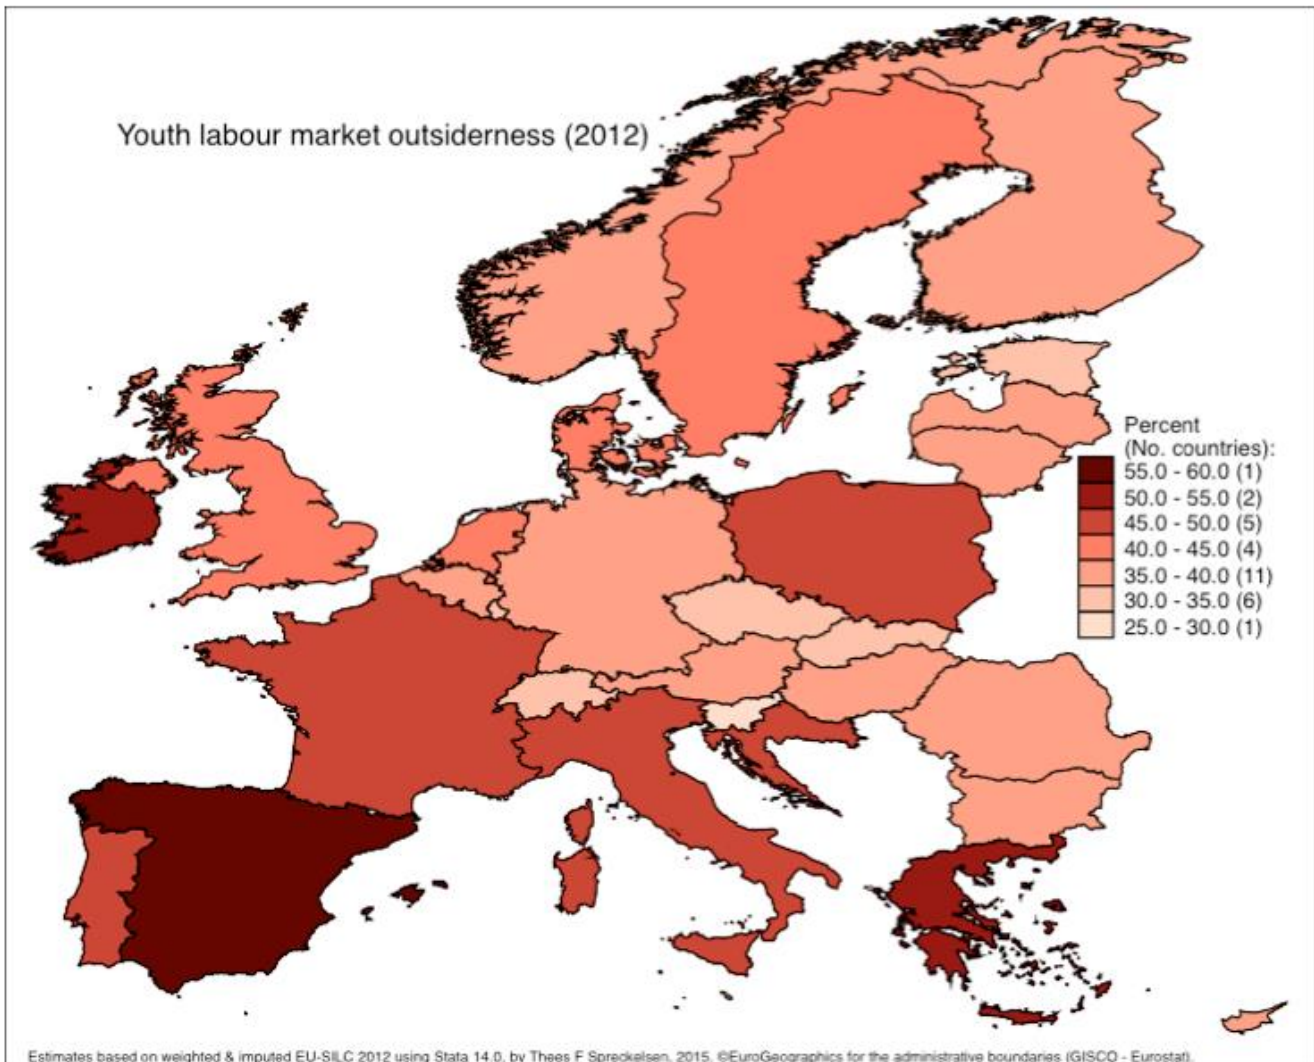 Youth labour market outsiderness (2012)
Percent
(No. countries):
55.0 - 60.0 (1)
50.0 - 55.0 (2)
45.0 - 50.0 (5)
40.0 - 45.0 (4)
35.0 - 40.0 (11)
30.0 - 35.0 (6)
25.0 - 30.0 (1)
Estimates based on weighted & imputed EU-SILC 2012 using Stata 14.0, by Thees F Spreckelsen, 2015. ©EuroGeographics for the administrative boundaries (GISCO - Eurostat).